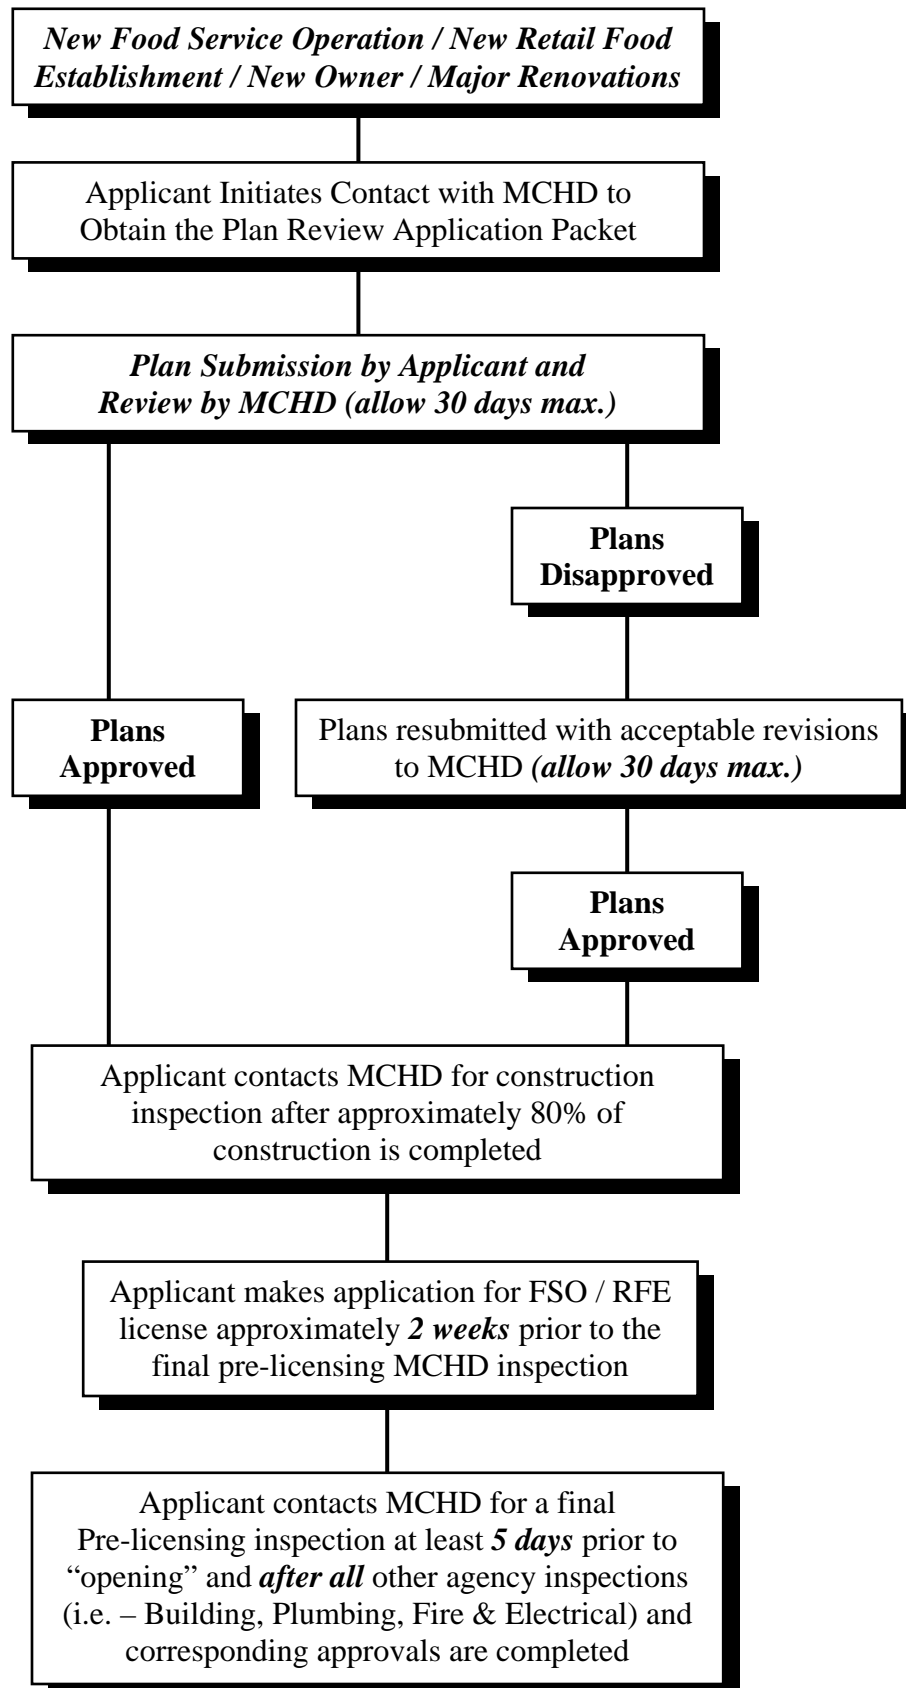 New Food Service Operation / New Retail Food
Establishment / New Owner / Major Renovations
Applicant Initiates Contact with MCHD to
Obtain the Plan Review Application Packet
Plan Submission by Applicant and
Review by MCHD (allow 30 days max.)
Plans
Disapproved
Plans
Approved
Plans resubmitted with acceptable revisions
to MCHD (allow 30 days max.)
Plans
Approved
Applicant contacts MCHD for construction
inspection after approximately 80% of
construction is completed
Applicant makes application for FSO / RFE
license approximately 2 weeks prior to the
final pre-licensing MCHD inspection
Applicant contacts MCHD for a final
Pre-licensing inspection at least 5 days prior to
“opening” and after all other agency inspections
(i.e. – Building, Plumbing, Fire & Electrical) and
corresponding approvals are completed